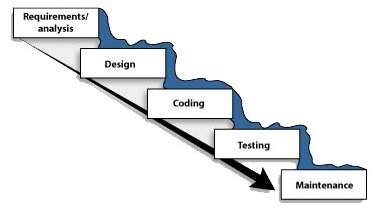 Requirements/
analysis
Design
Coding
Testing
Maintenance